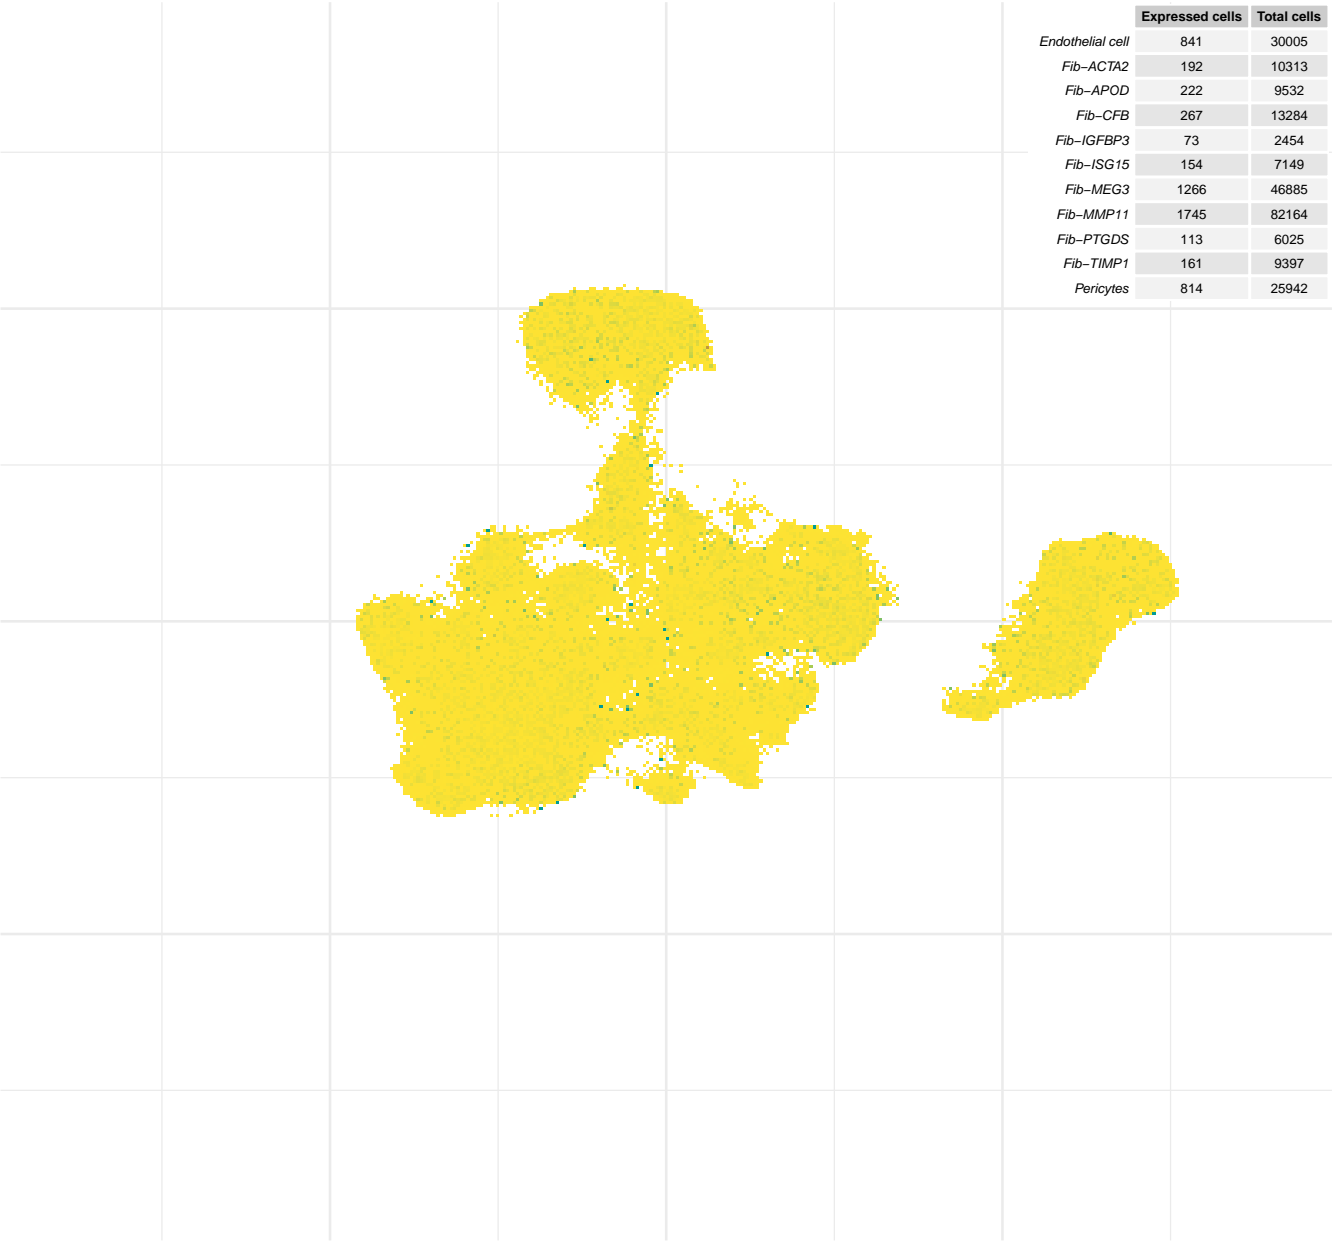 Expressed cells Total cells
Endothelial cell 841 30005
Fib−ACTA2 192 10313
Fib−APOD 222 9532
Fib−CFB 267 13284
Fib−IGFBP3 73 2454
Fib−ISG15 154 7149
Fib−MEG3 1266 46885
Fib−MMP11 1745 82164
Fib−PTGDS 113 6025
Fib−TIMP1 161 9397
Pericytes 814 25942